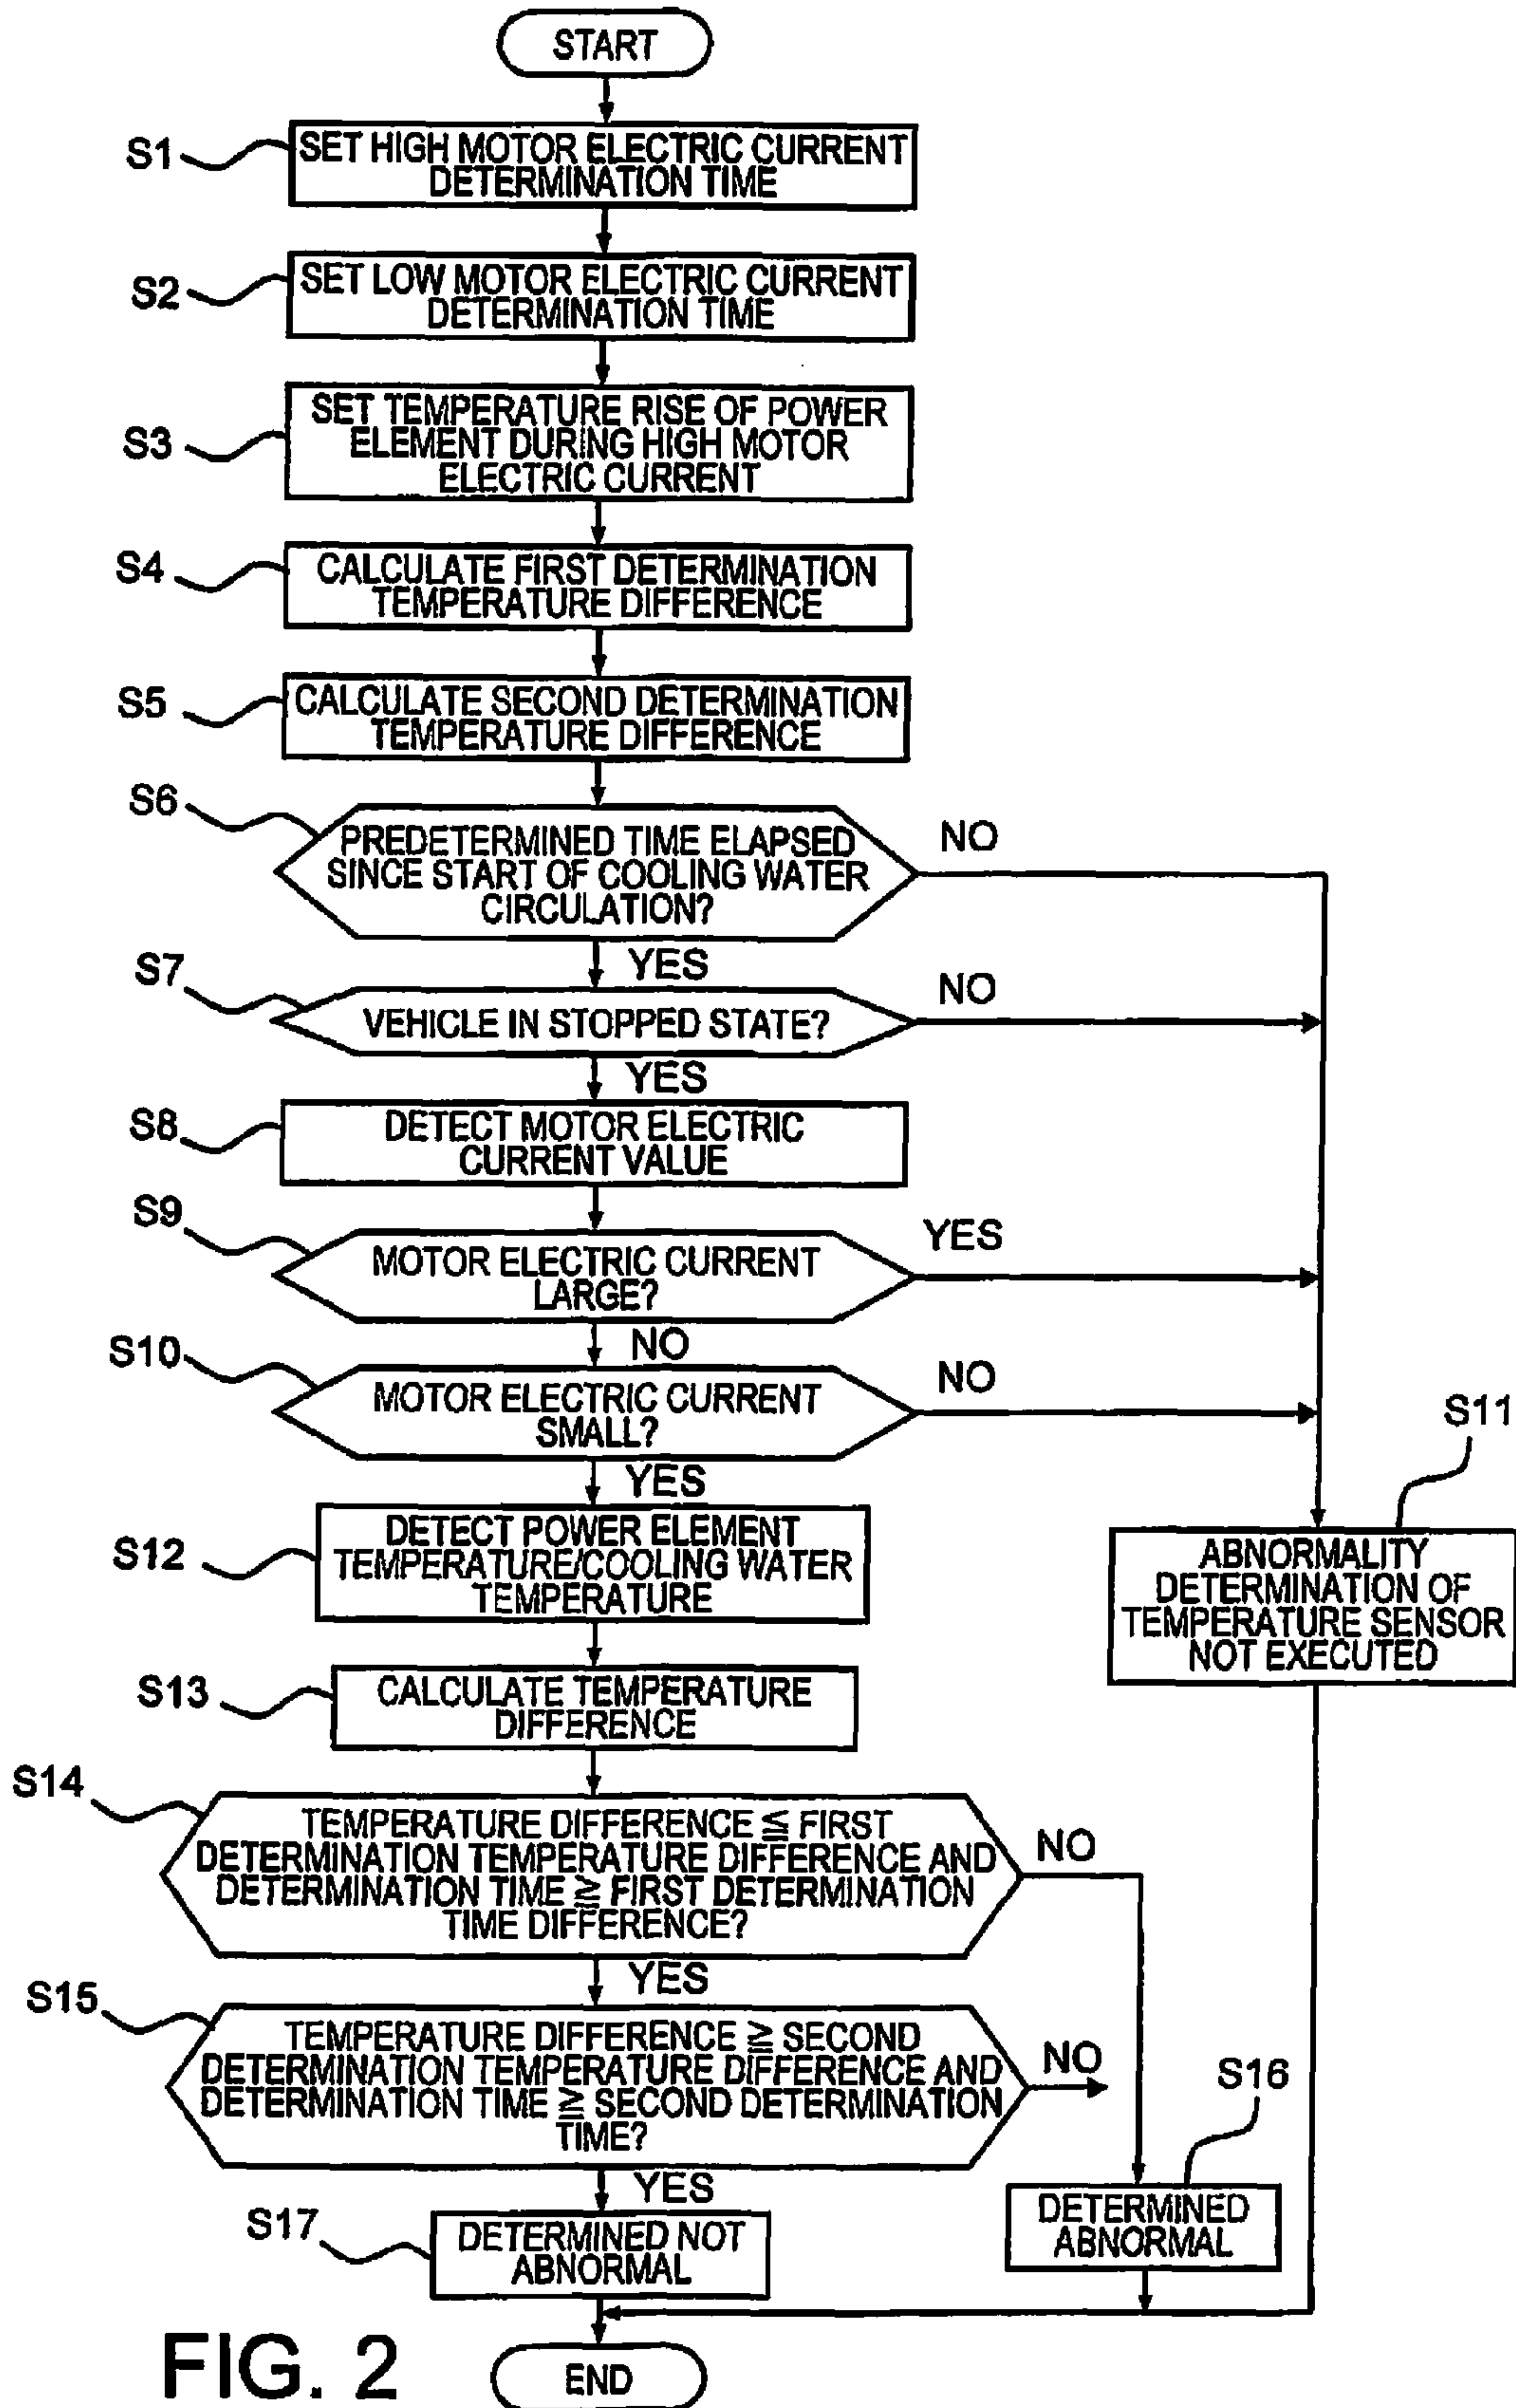 START
S1
SET HIGH MOTOR ELECTRIC CURRENT
DETERMINATION TIME
S2
SET LOW MOTOR ELECTRIC CURRENT
DETERMINATION TIME
S3
SET TEMPERATURE RISE OF POWER
ELEMENT DURING HIGH MOTOR
ELECTRIC CURRENT
S4
CALCULATE FIRST DETERMINATION
TEMPERATURE DIFFERENCE
S5
CALCULATE SECOND DETERMINATION
TEMPERATURE DIFFERENCE
S6
PREDETERMINED TIME ELAPSED
SINCE START OF COOLING WATER
CIRCULATION?
NO
YES
S7
VEHICLE IN STOPPED STATE?
NO
YES
S8
DETECT MOTOR ELECTRIC
CURRENT VALUE
S9
MOTOR ELECTRIC CURRENT
LARGE?
YES
NO
S10
MOTOR ELECTRIC CURRENT
SMALL?
NO
YES
S11
ABNORMALITY
DETERMINATION OF
TEMPERATURE SENSOR
NOT EXECUTED
S12
DETECT POWER ELEMENT
TEMPERATURE/COOLING WATER
TEMPERATURE
S13
CALCULATE TEMPERATURE
DIFFERENCE
S14
TEMPERATURE DIFFERENCE ≦ FIRST
DETERMINATION TEMPERATURE DIFFERENCE AND
DETERMINATION TIME ≧ FIRST DETERMINATION
TIME DIFFERENCE?
NO
YES
S15
TEMPERATURE DIFFERENCE ≧ SECOND
DETERMINATION TEMPERATURE DIFFERENCE AND
DETERMINATION TIME ≧ SECOND DETERMINATION
TIME?
NO
YES
S16
DETERMINED
ABNORMAL
S17
DETERMINED NOT
ABNORMAL
END
FIG. 2